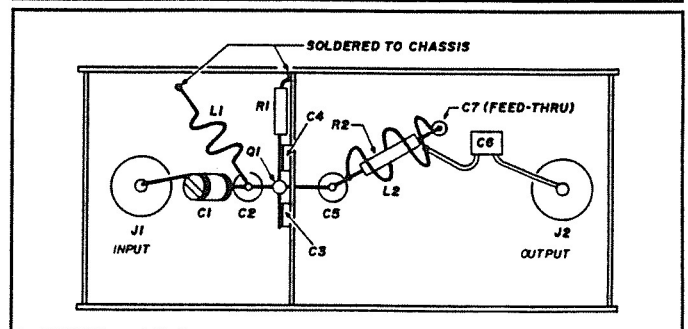 SOLDERED TO CHASSIS
L1
R1
C4
R2
C7 (FEED-THRU)
C6
Q1
L2
C1
C2
C5
J1
INPUT
C3
J2
OUTPUT